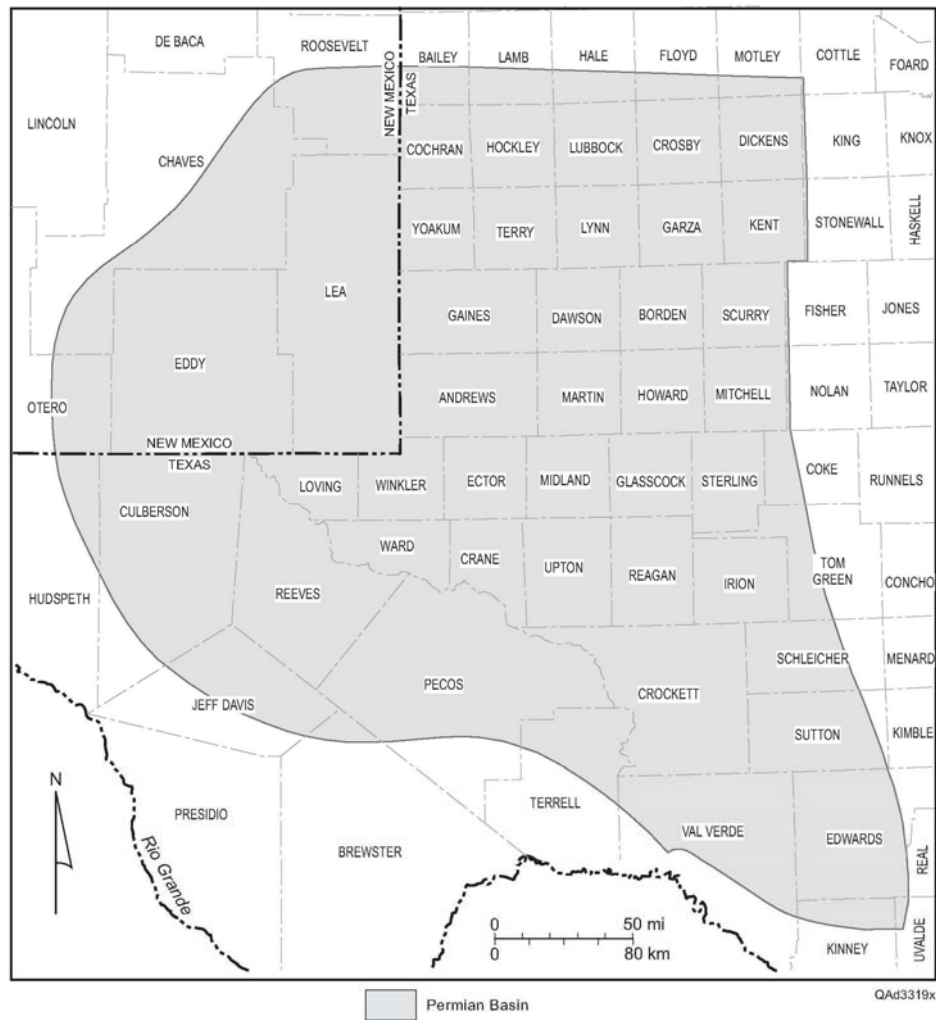 DE BACA
ROOSEVELT
BAILEY
LAMB
HALE
FLOYD
MOTLEY
COTTLE
FOARD
NEW MEXICO
TEXAS
LINCOLN
CHAVES
COCHRAN
HOCKLEY
LUBBOCK
CROSBY
DICKENS
KING
KNOX
YOAKUM
TERRY
LYNN
GARZA
KENT
STONEWALL
HASKELL
LEA
GAINES
DAWSON
BORDEN
SCURRY
FISHER
JONES
EDDY
OTERO
ANDREWS
MARTIN
HOWARD
MITCHELL
NOLAN
TAYLOR
NEW MEXICO
TEXAS
CULBERSON
LOVING
WINKLER
ECTOR
MIDLAND
GLASSCOCK
STERLING
COKE
RUNNELS
WARD
CRANE
UPTON
REAGAN
IRION
TOM
GREEN
CONCHO
HUDSPETH
REEVES
JEFF DAVIS
PECOS
CROCKETT
SCHLEICHER
MENARD
SUTTON
KIMBLE
N
PRESIDIO
Rio Grande
BREWSTER
TERRELL
VAL VERDE
EDWARDS
REAL
UVALDE
KINNEY
0 50 mi
0 80 km
QAd3319x
Permian Basin